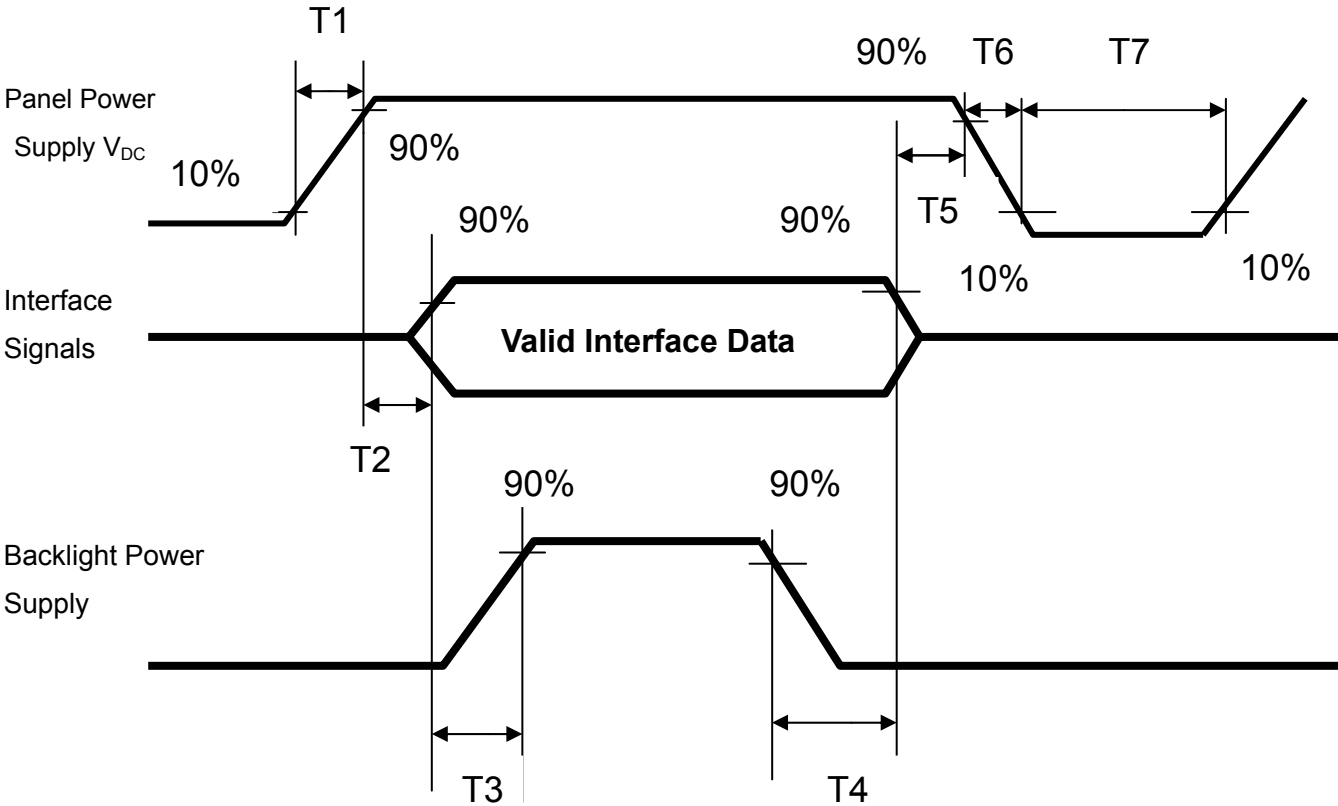 T1
90%
T6
T7
Panel Power
Supply VDC
90%
10%
T5
90%
90%
10%
10%
Interface
Signals
Valid Interface Data
T2
90%
90%
Backlight Power
Supply
T3
T4